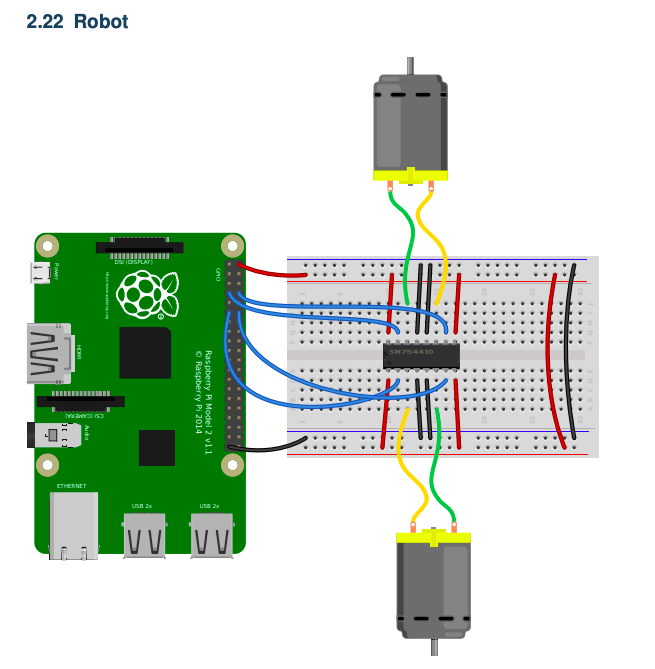 2.22 Robot
DSI (DISPLAY)
GPIO
Power
HDMI
Raspberry Pi Model 2 v1.1
© Raspberry Pi 2014
SN754410
CSI (CAMERA)
Audio
ETHERNET
USB 2x
USB 2x